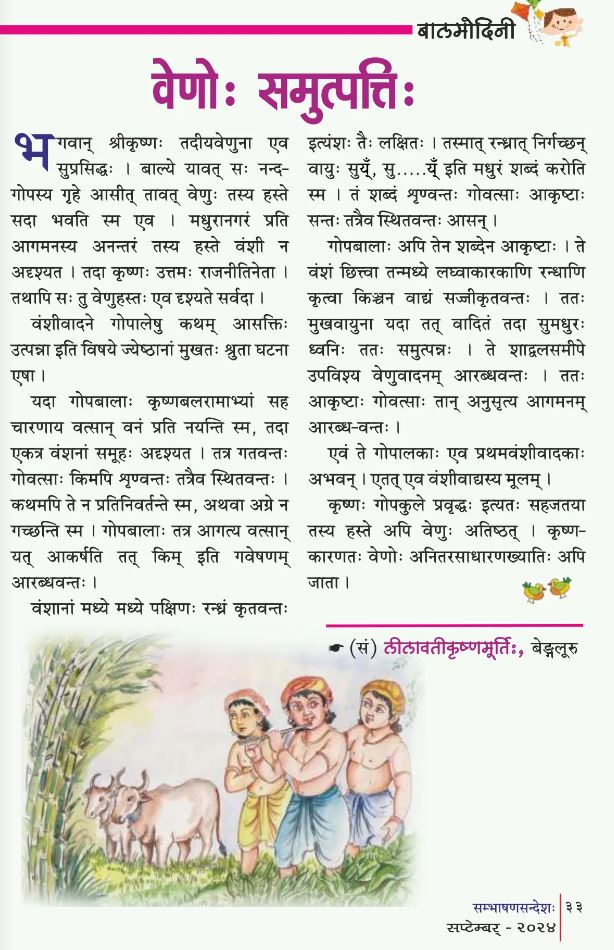 बालमोदिनी
वेणोः समुत्पत्तिः
भगवान् श्रीकृष्णः तदीयवेणुना एव
सुप्रसिद्धः । बाल्ये यावत् सः नन्द-
गोपस्य गृहे आसीत् तावत् वेणुः तस्य हस्ते
सदा भवति स्म एव । मधुरानगरं प्रति
आगमनस्य अनन्तरं तस्य हस्ते वंशी न
अदृश्यत । तदा कृष्णः उत्तमः राजनीतिनेता ।
तथापि सः तु वेणुहस्तः एव दृश्यते सर्वदा ।
वंशीवादने गोपालेषु कथम् आसक्तिः
उत्पन्ना इति विषये ज्येष्ठानां मुखतः श्रुता घटना
एषा ।
यदा गोपबालाः कृष्णबलरामाभ्यां सह
चारणाय वत्सान् वनं प्रति नयन्ति स्म, तदा
एकत्र वंशानां समूहः अदृश्यत । तत्र गतवन्तः
गोवत्साः किमपि शृण्वन्तः तत्रैव स्थितवन्तः ।
कथमपि ते न प्रतिनिवर्तन्ते स्म, अथवा अग्रे न
गच्छन्ति स्म । गोपबालाः तत्र आगत्य वत्सान्
यत् आकर्षति तत् किम् इति गवेषणम्
आरब्धवन्तः ।
वंशानां मध्ये मध्ये पक्षिणः रन्ध्रं कृतवन्तः
इत्यंशः तैः लक्षितः । तस्मात् रन्ध्रात् निर्गच्छन्
वायुः सुयूँ, सु.....यूँ इति मधुरं शब्दं करोति
स्म । तं शब्दं शृण्वन्तः गोवत्साः आकृष्टाः
सन्तः तत्रैव स्थितवन्तः आसन् ।
गोपबालाः अपि तेन शब्देन आकृष्टाः । ते
वंशं छित्त्वा तन्मध्ये लघ्वाकारकाणि रन्धाणि
कृत्वा किञ्चन वाद्यं सज्जीकृतवन्तः । ततः
मुखवायुना यदा तत् वादितं तदा सुमधुरः
ध्वनिः ततः समुत्पन्नः । ते शाद्वलसमीपे
उपविश्य वेणुवादनम् आरब्धवन्तः । ततः
आकृष्टाः गोवत्साः तान् अनुसृत्य आगमनम्
आरब्ध-वन्तः ।
एवं ते गोपालकाः एव प्रथमवंशीवादकाः
अभवन् । एतत् एव वंशीवाद्यस्य मूलम् ।
कृष्णः गोपकुले प्रवृद्धः इत्यतः सहजतया
तस्य हस्ते अपि वेणुः अतिष्ठत् । कृष्ण-
कारणतः वेणोः अनितरसाधारणख्यातिः अपि
जाता ।
☛ (सं) लीलावतीकृष्णमूर्तिः, बेङ्गलूरु
सम्भाषणसन्देशः ३३
सप्टेम्बर् - २०२४